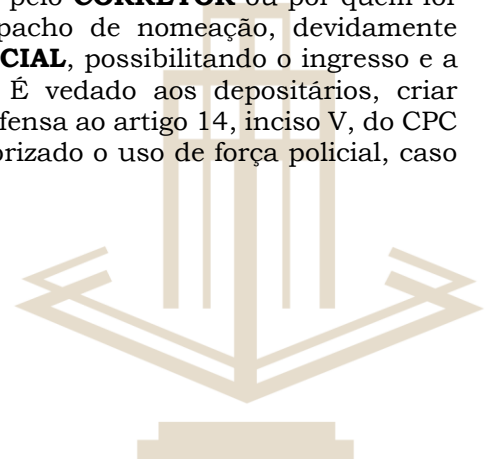 pelo CORRETOR ou por quem for
pacho de nomeação, devidamente
CIAL, possibilitando o ingresso e a
É vedado aos depositários, criar
fensa ao artigo 14, inciso V, do CPC
orizado o uso de força policial, caso